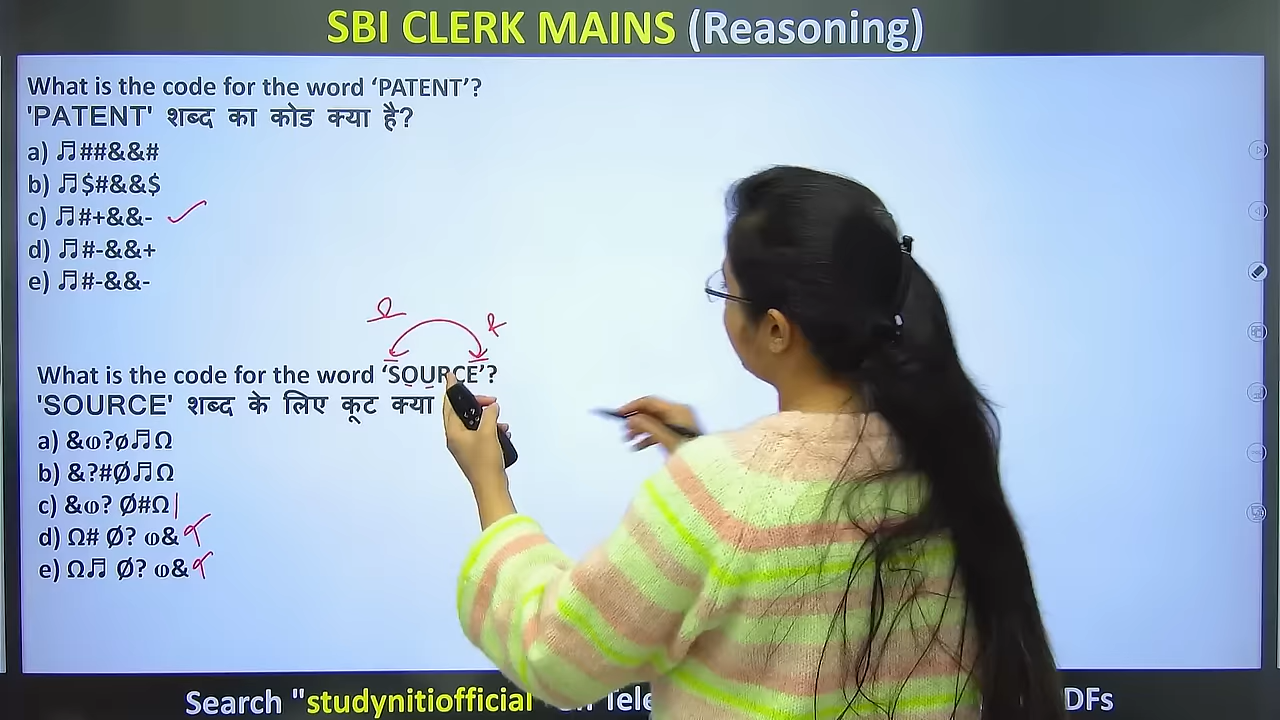 SBI CLERK MAINS (Reasoning)
What is the code for the word ‘PATENT’?
'PATENT' शब्द का कोड क्या है?
a) ♬##&&#
b) ♬$#&&$
c) ♬#+&&-
d) ♬#-&&+
e) ♬#-&&-
Ω &
What is the code for the word ‘SOURCE’?
'SOURCE' शब्द के लिए कूट क्या
a) &ω?ø♬Ω
b) &?#Ø♬Ω
c) &ω? Ø#Ω
d) Ω# Ø? ω&
e) Ω♬ Ø? ω&
Search "studynitiofficial DFs